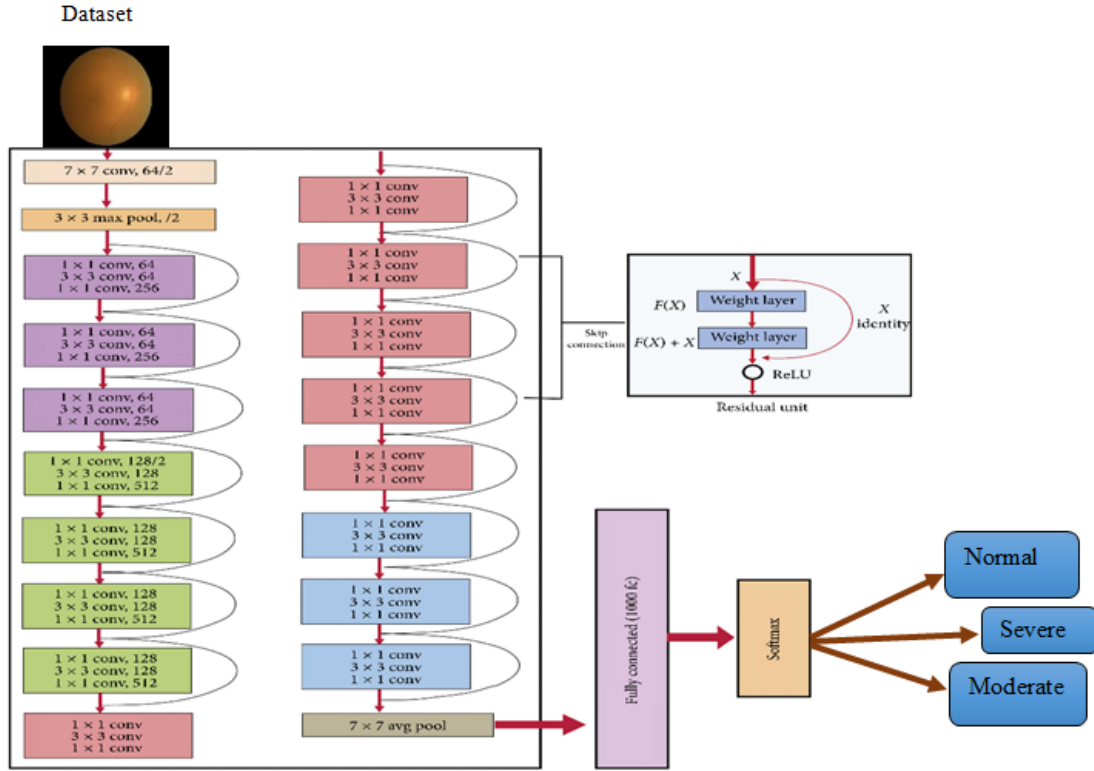 Dataset
7 × 7 conv, 64/2
3 × 3 max pool, /2
1 × 1 conv, 64
3 × 3 conv, 64
1 × 1 conv, 256
1 × 1 conv, 64
3 × 3 conv, 64
1 × 1 conv, 256
1 × 1 conv, 64
3 × 3 conv, 64
1 × 1 conv, 256
1 × 1 conv, 128/2
3 × 3 conv, 128
1 × 1 conv, 512
1 × 1 conv, 128
3 × 3 conv, 128
1 × 1 conv, 512
1 × 1 conv, 128
3 × 3 conv, 128
1 × 1 conv, 512
1 × 1 conv, 128
3 × 3 conv, 128
1 × 1 conv, 512
1 × 1 conv
3 × 3 conv
1 × 1 conv
1 × 1 conv
3 × 3 conv
1 × 1 conv
1 × 1 conv
3 × 3 conv
1 × 1 conv
1 × 1 conv
3 × 3 conv
1 × 1 conv
1 × 1 conv
3 × 3 conv
1 × 1 conv
1 × 1 conv
3 × 3 conv
1 × 1 conv
1 × 1 conv
3 × 3 conv
1 × 1 conv
1 × 1 conv
3 × 3 conv
1 × 1 conv
1 × 1 conv
3 × 3 conv
1 × 1 conv
7 × 7 avg pool
Skip
connection
X
Weight layer
F(X)
X
identity
Weight layer
F(X) + X
ReLU
Residual unit
Fully connected (1000 fc)
Softmax
Normal
Severe
Moderate